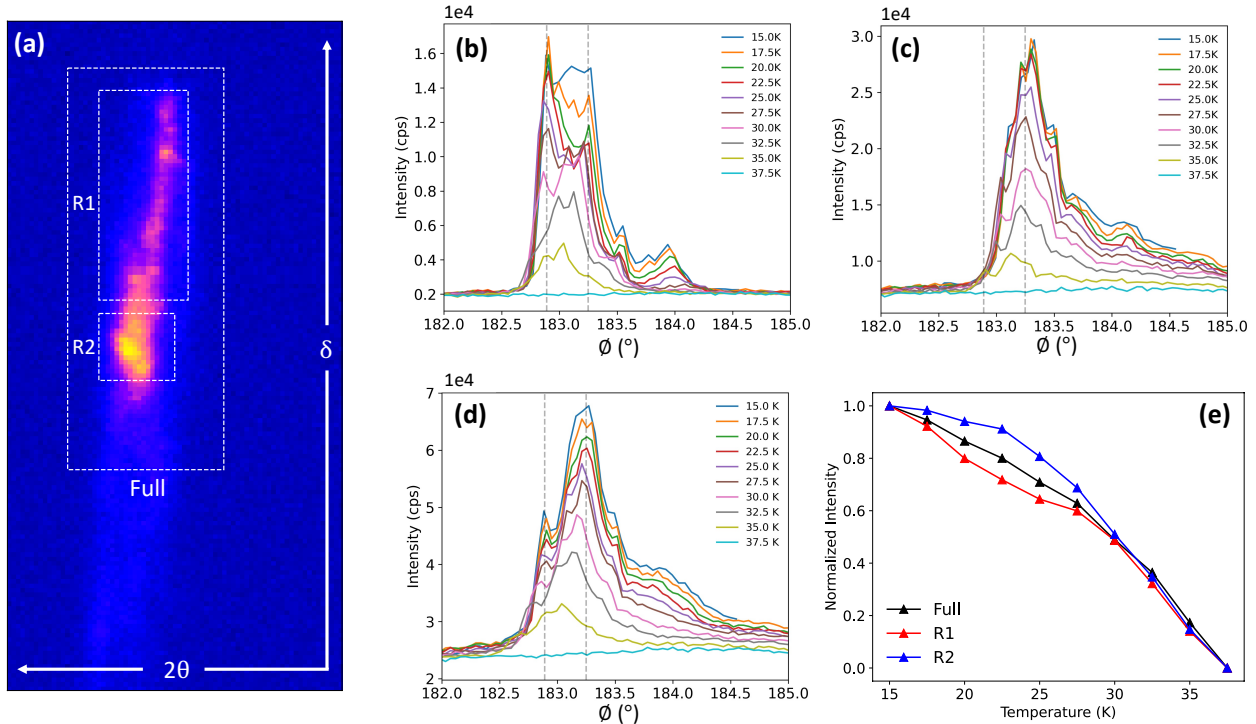 (a)
R1
R2
Full
δ
2θ
1e4
(b)
Intensity (cps)
1.6
1.4
1.2
1.0
0.8
0.6
0.4
0.2
182.0 182.5 183.0 183.5 184.0 184.5 185.0
Ø (°)
15.0K
17.5K
20.0K
22.5K
25.0K
27.5K
30.0K
32.5K
35.0K
37.5K
1e4
(c)
Intensity (cps)
3.0
2.5
2.0
1.5
1.0
182.0 182.5 183.0 183.5 184.0 184.5 185.0
Ø (°)
15.0K
17.5K
20.0K
22.5K
25.0K
27.5K
30.0K
32.5K
35.0K
37.5K
1e4
(d)
Intensity (cps)
7
6
5
4
3
2
182.0 182.5 183.0 183.5 184.0 184.5 185.0
Ø (°)
15.0 K
17.5 K
20.0 K
22.5 K
25.0 K
27.5 K
30.0 K
32.5 K
35.0 K
37.5 K
(e)
Normalized Intensity
1.0
0.8
0.6
0.4
0.2
0.0
15 20 25 30 35
Temperature (K)
Full
R1
R2